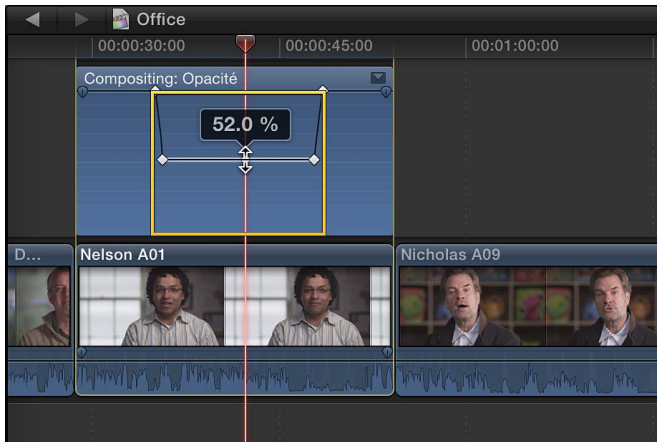 Office
00:00:30:00 00:00:45:00 00:01:00:00
Compositing: Opacité
52.0 %
D... Nelson A01 Nicholas A09